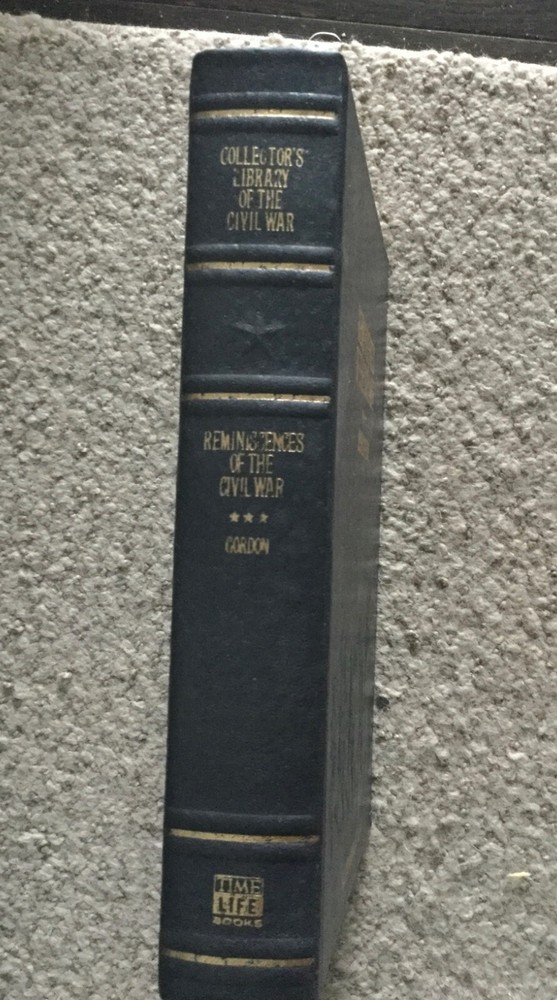 COLLECTOR'S
LIBRARY
OF THE
CIVIL WAR
REMINISCENCES
OF THE
CIVIL WAR
GORDON
TIME
LIFE
BOOKS